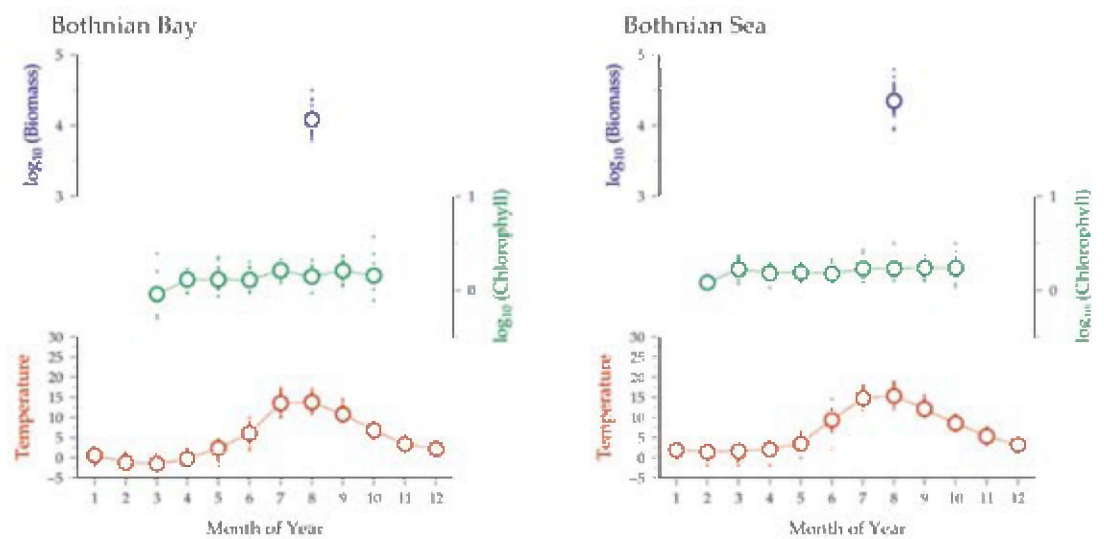 Bothnian Bay
log10 (Biomass)
5
4
3
log10 (Chlorophyll)
1
0
Temperature
30
25
20
15
10
5
0
-5
1 2 3 4 5 6 7 8 9 10 11 12
Month of Year
Bothnian Sea
log10 (Biomass)
5
4
3
log10 (Chlorophyll)
1
0
Temperature
30
25
20
15
10
5
0
-5
1 2 3 4 5 6 7 8 9 10 11 12
Month of Year